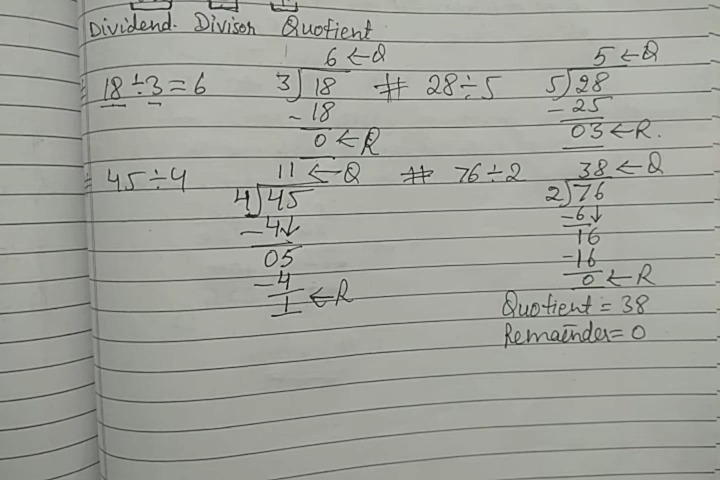 Dividend. Divisor Quotient
6 ← Q 5 ← Q
18 ÷ 3 = 6 3)18 # 28 ÷ 5 5)28
- 18 - 25
0 ← R 03 ← R.
11 ← Q 38 ← Q
45 ÷ 4 4)45 # 76 ÷ 2 2)76
- 4↓ - 6↓
05 16
- 4 - 16
1 ← R 0 ← R
Quotient = 38
Remainder = 0